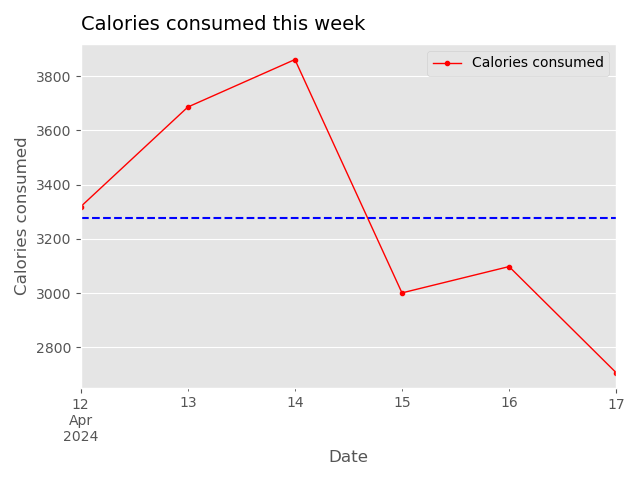 Calories consumed this week
Calories consumed
3800
3600
3400
3200
3000
2800
Calories consumed
12 13 14 15 16 17
Apr
2024
Date